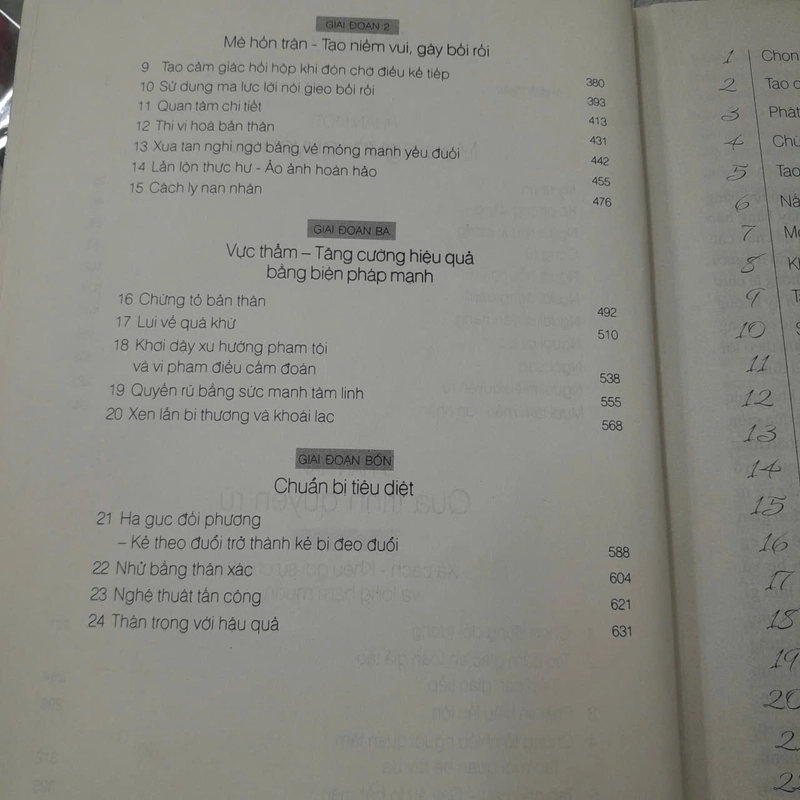 GIAI ĐOẠN 2
Mê hồn trận - Tạo niềm vui, gây bối rối
9 Tạo cảm giác hồi hộp khi đón chờ điều kế tiếp 380
10 Sử dụng ma lực lời nói gieo bối rối 393
11 Quan tâm chi tiết 413
12 Thi vị hoá bản thân 431
13 Xua tan nghi ngờ bằng vẻ mỏng manh yếu đuối 442
14 Lẫn lộn thực hư - Ảo ảnh hoàn hảo 455
15 Cách ly nạn nhân 476
GIAI ĐOẠN BA
Vực thẳm – Tăng cường hiệu quả
bằng biện pháp mạnh
16 Chứng tỏ bản thân 492
17 Lui về quá khứ 510
18 Khơi dậy xu hướng phạm tội
và vi phạm điều cấm đoán 538
19 Quyến rũ bằng sức mạnh tâm linh 555
20 Xen lẫn bi thương và khoái lạc 568
GIAI ĐOẠN BỐN
Chuẩn bị tiêu diệt
21 Hạ gục đối phương
– Kẻ theo đuổi trở thành kẻ bị đeo đuổi 588
22 Nhử bằng thân xác 604
23 Nghệ thuật tấn công 621
24 Thận trọng với hậu quả 631
1 Chọn
2 Tạo
3 Phát
4
5 Tạo
6
7
8
9
10
11
12
13
14
15
16
17
18
19
20